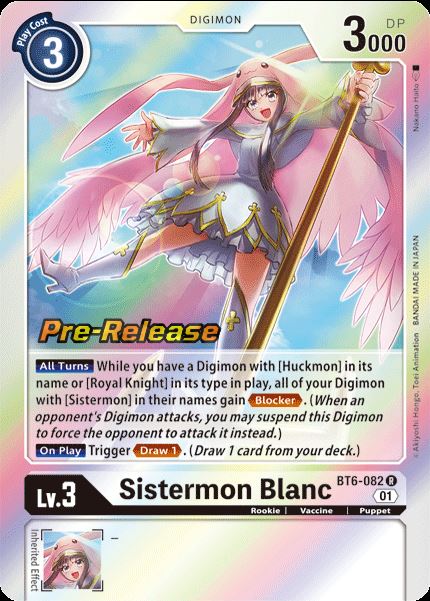 Play Cost
3
DIGIMON
DP
3000
Nakano Haito
Pre-Release
All Turns While you have a Digimon with [Huckmon] in its
name or [Royal Knight] in its type in play, all of your Digimon
with [Sistermon] in their names gain Blocker. (When an
opponent's Digimon attacks, you may suspend this Digimon
to force the opponent to attack it instead.)
On Play Trigger Draw 1. (Draw 1 card from your deck.)
©Akiyoshi Hongo, Toei Animation BANDAI MADE IN JAPAN
Lv.3
Sistermon Blanc
BT6-082 R
01
Rookie | Vaccine | Puppet
Inherited Effect
–